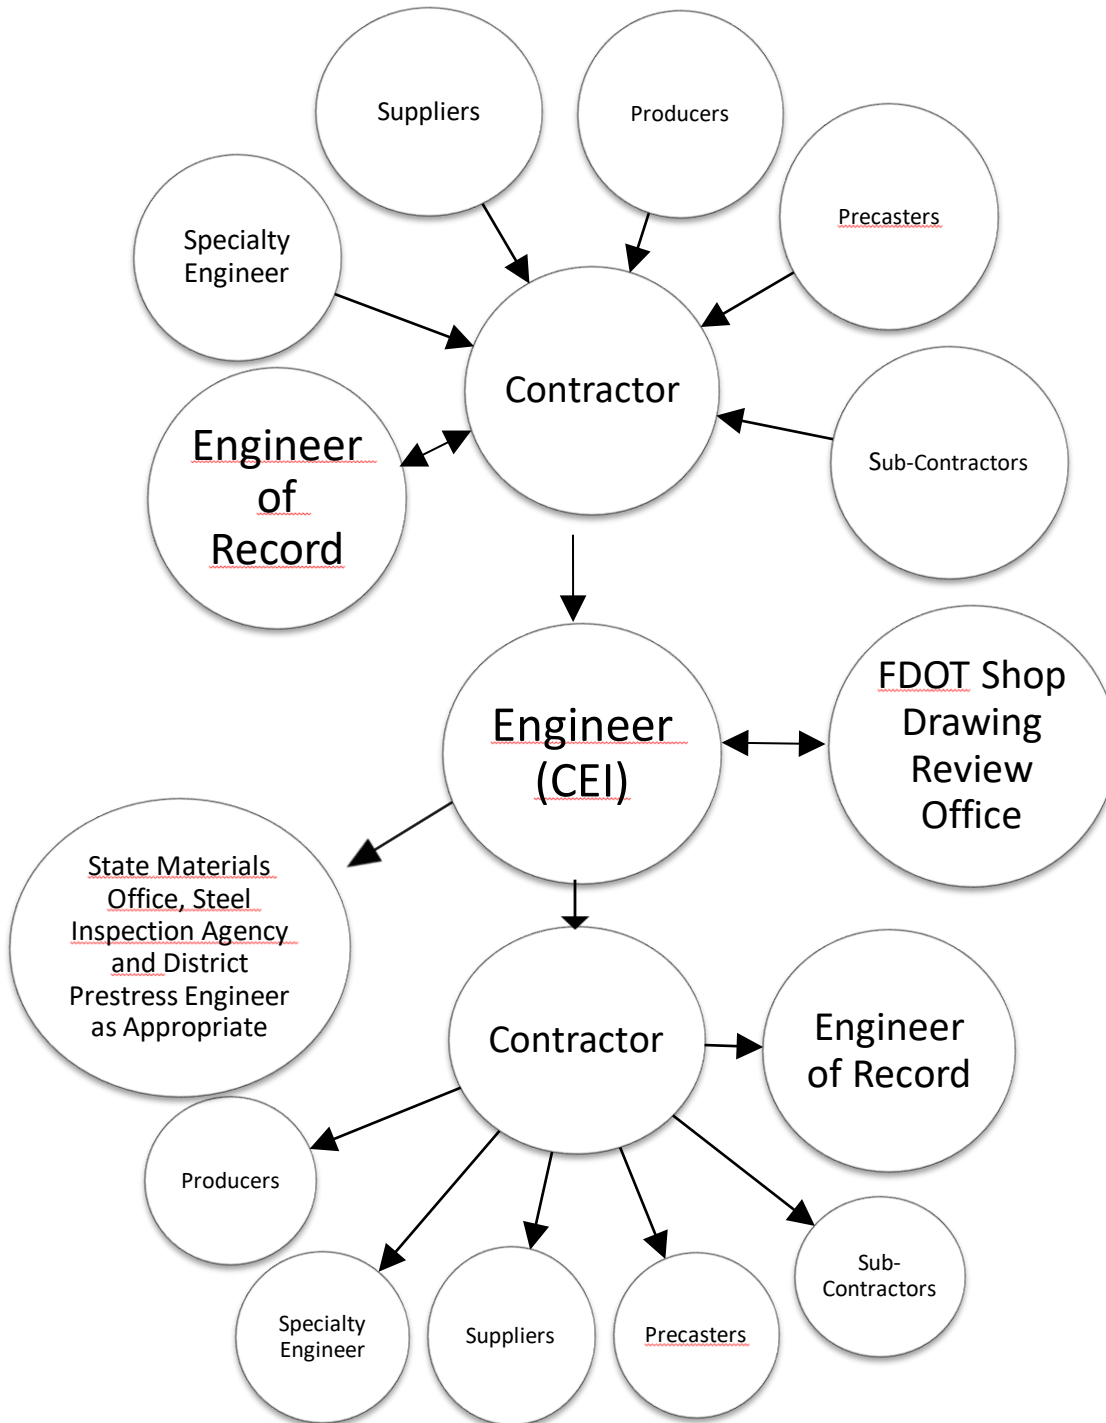 Suppliers
Producers
Precasters
Specialty
Engineer
Contractor
Engineer
of
Record
Sub-Contractors
FDOT Shop
Drawing
Review
Office
Engineer
(CEI)
State Materials
Office, Steel
Inspection Agency
and District
Prestress Engineer
as Appropriate
Contractor
Engineer
of Record
Producers
Sub-
Contractors
Specialty
Engineer
Suppliers
Precasters